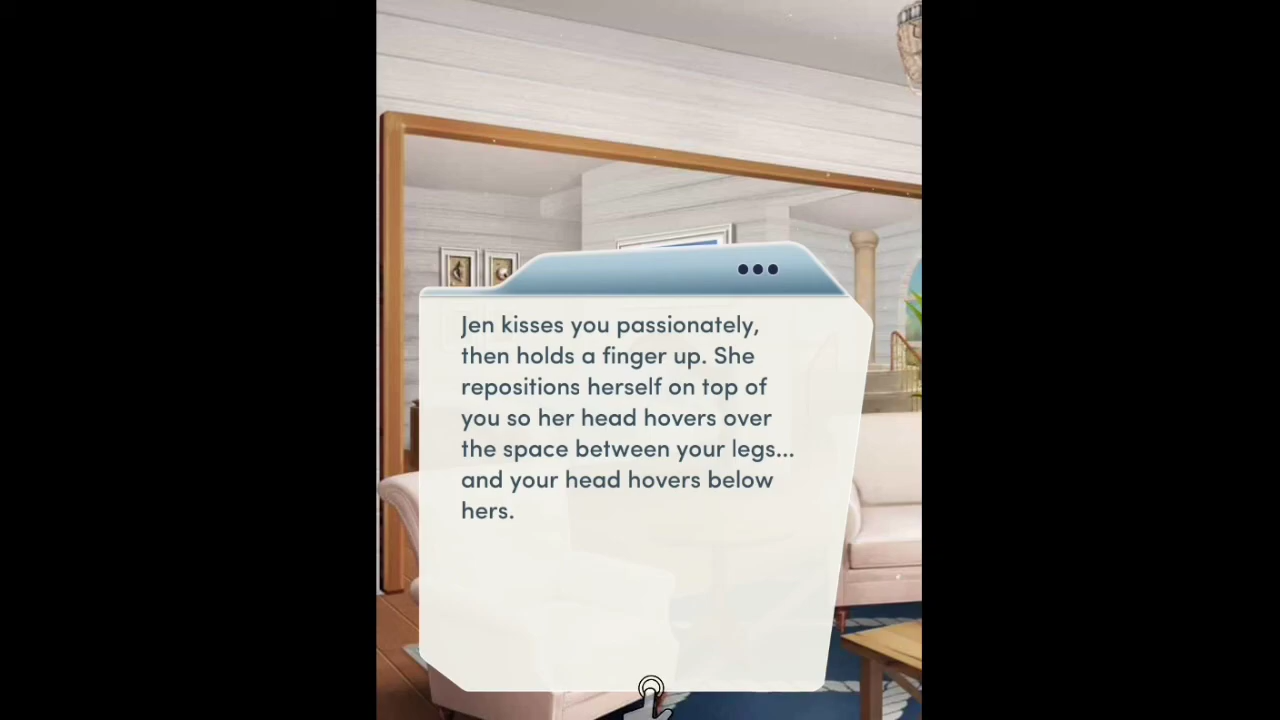 Jen kisses you passionately,
then holds a finger up. She
repositions herself on top of
you so her head hovers over
the space between your legs...
and your head hovers below
hers.